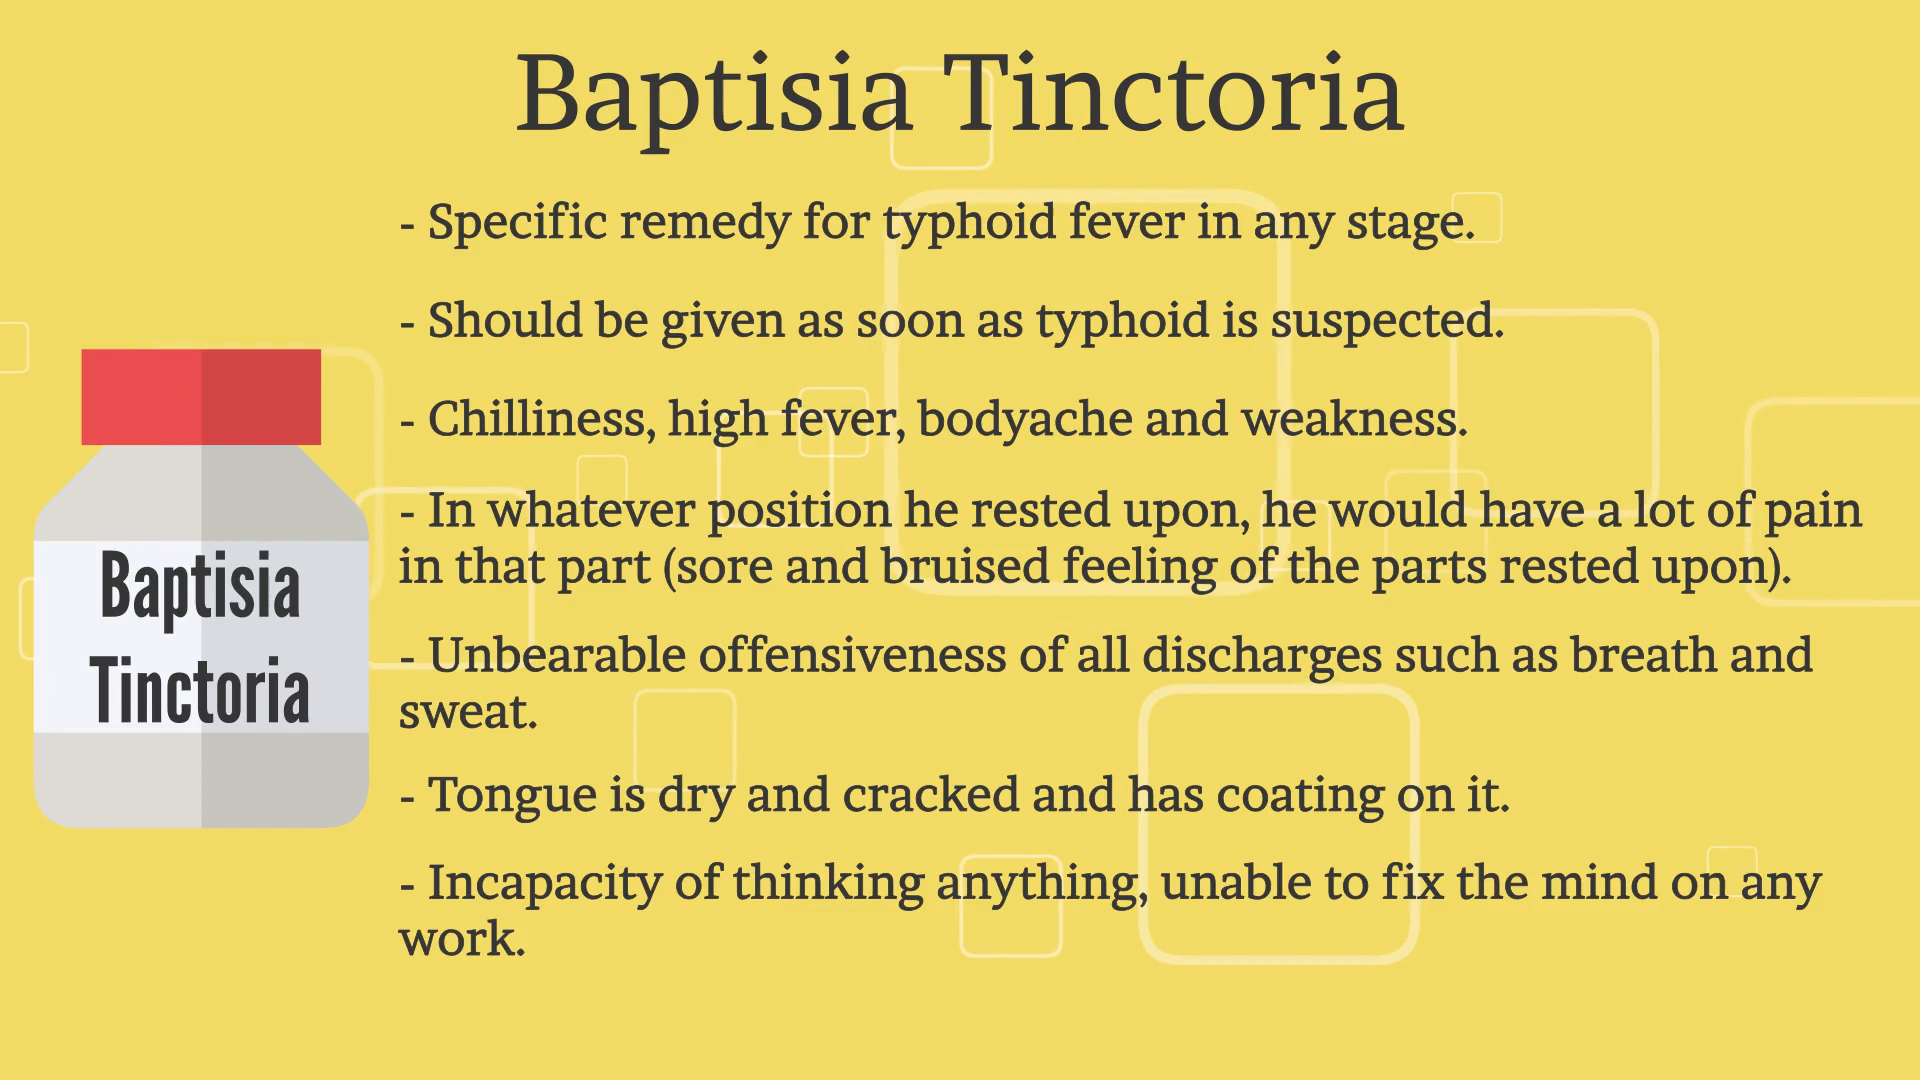 Baptisia Tinctoria
- Specific remedy for typhoid fever in any stage.
- Should be given as soon as typhoid is suspected.
- Chilliness, high fever, bodyache and weakness.
- In whatever position he rested upon, he would have a lot of pain
in that part (sore and bruised feeling of the parts rested upon).
- Unbearable offensiveness of all discharges such as breath and
sweat.
- Tongue is dry and cracked and has coating on it.
- Incapacity of thinking anything, unable to fix the mind on any
work.
Baptisia
Tinctoria